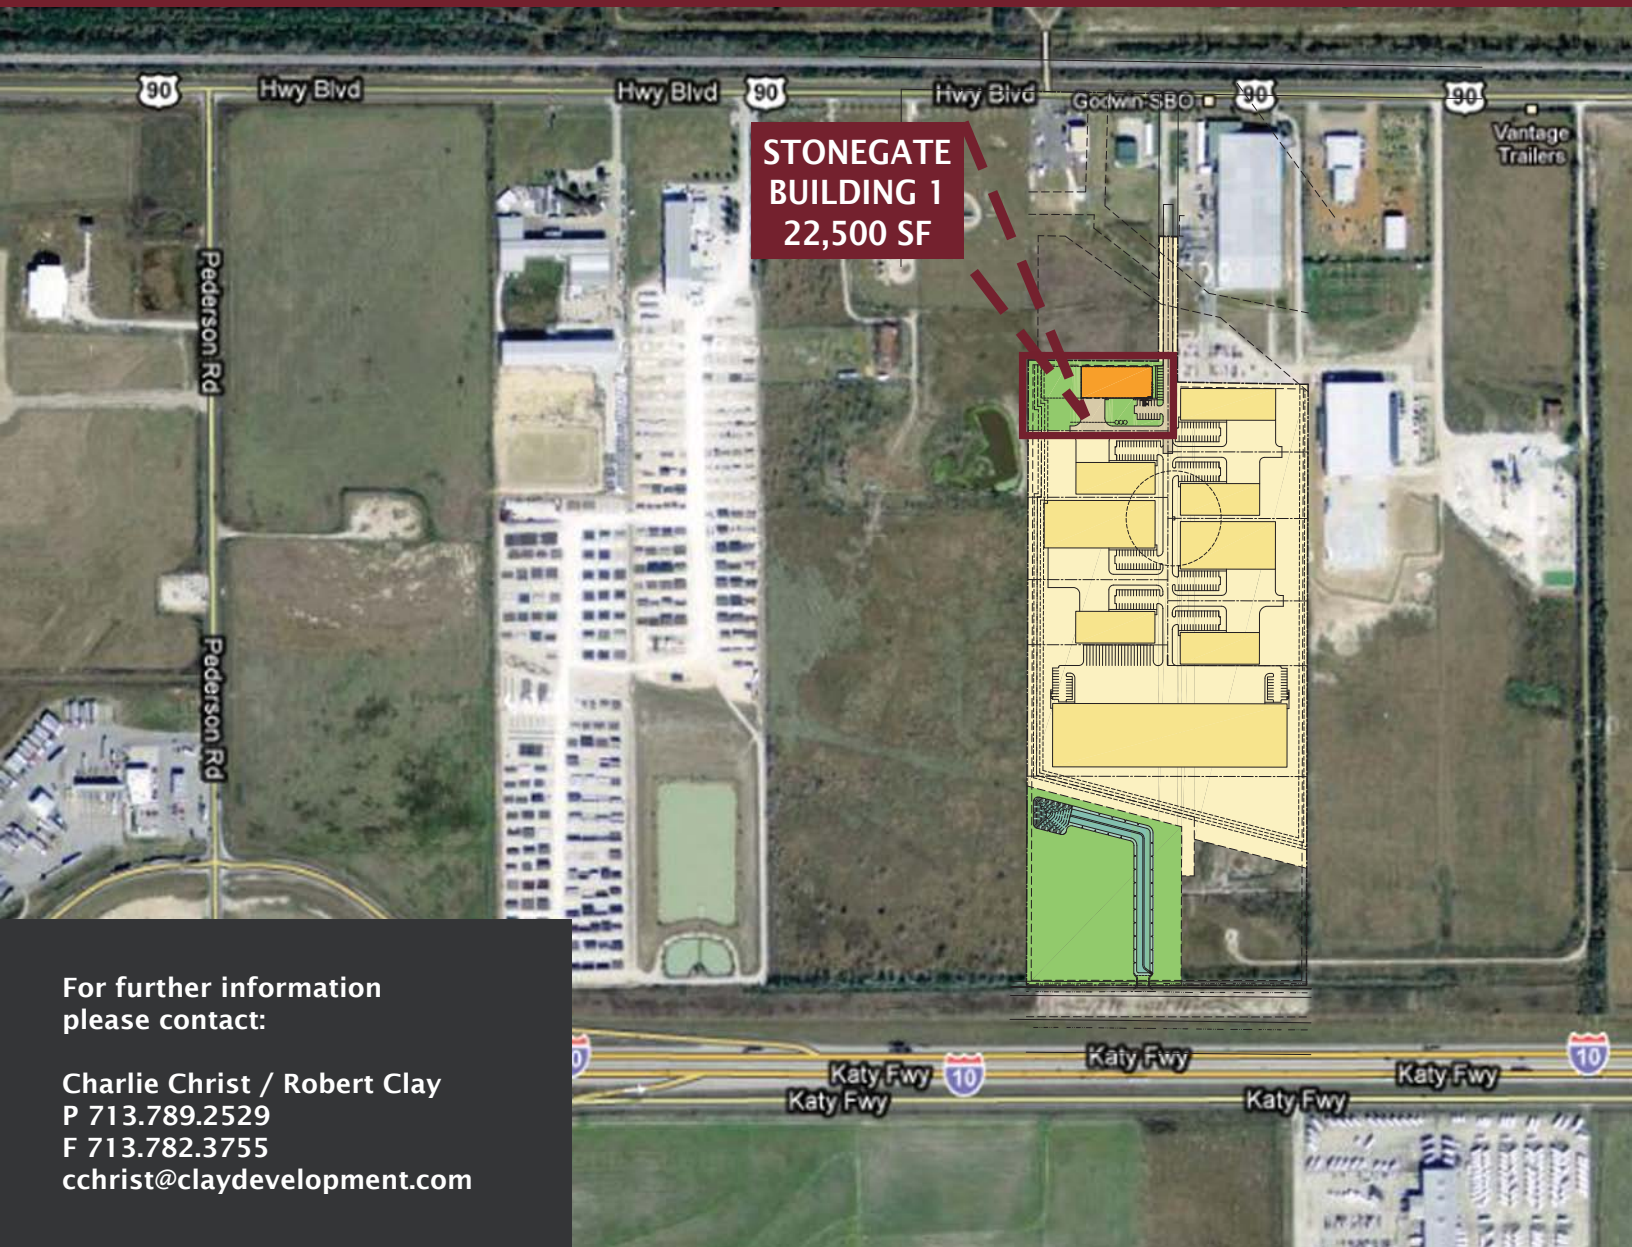 90
Hwy Blvd
Hwy Blvd
90
Hwy Blvd
Godwin SBO
90
90
Vantage
Trailers
STONEGATE
BUILDING 1
22,500 SF
Pederson Rd
Pederson Rd
For further information
please contact:
Charlie Christ / Robert Clay
P 713.789.2529
F 713.782.3755
cchrist@claydevelopment.com
0
Katy Fwy
10
Katy Fwy
Katy Fwy
10
Katy Fwy
Katy Fwy